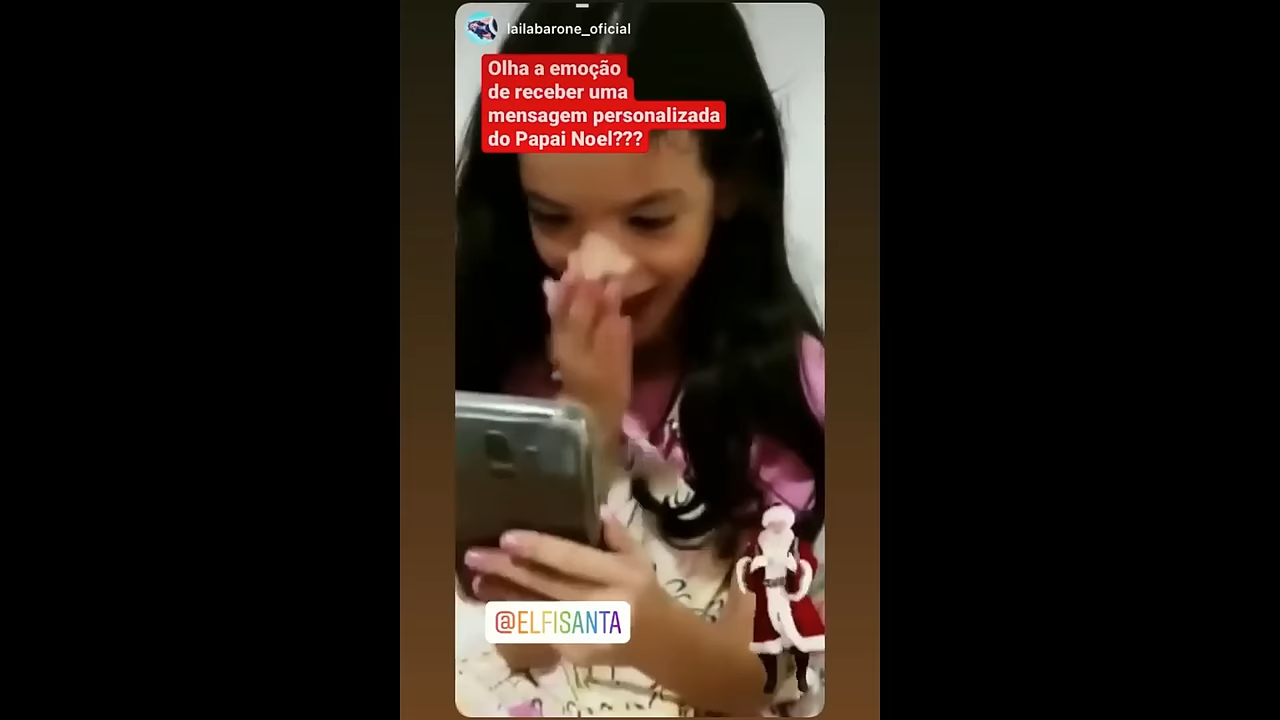 lailabarone_oficial
Olha a emoção
de receber uma
mensagem personalizada
do Papai Noel???
@ELFISANTA